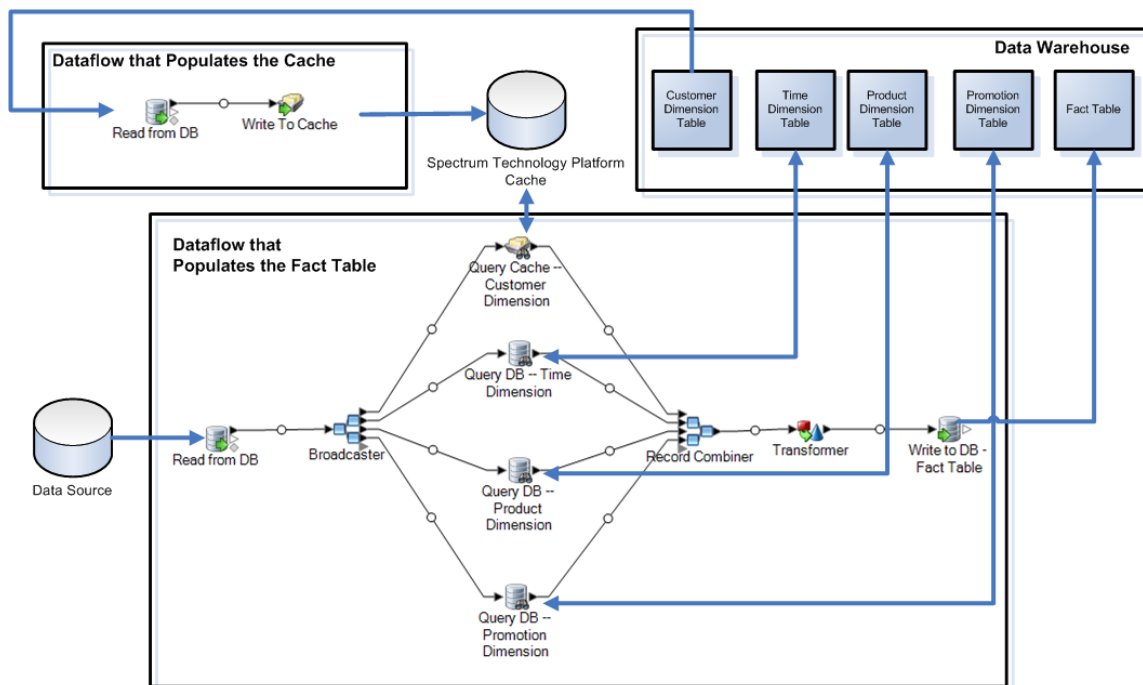 Dataflow that Populates the Cache
Read from DB
Write To Cache
Spectrum Technology Platform
Cache
Data Warehouse
Customer
Dimension
Table
Time
Dimension
Table
Product
Dimension
Table
Promotion
Dimension
Table
Fact Table
Dataflow that
Populates the Fact Table
Data Source
Read from DB
Broadcaster
Query Cache --
Customer
Dimension
Query DB -- Time
Dimension
Query DB --
Product
Dimension
Query DB --
Promotion
Dimension
Record Combiner
Transformer
Write to DB -
Fact Table